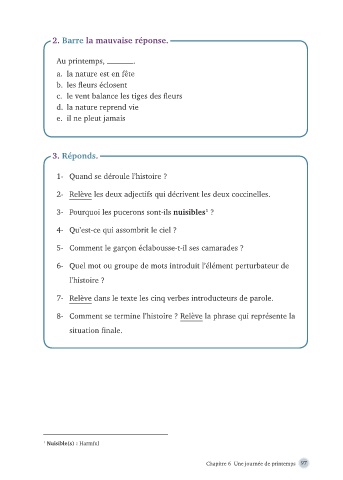 2. Barre la mauvaise réponse.
Au printemps, ______.
a. la nature est en fête
b. les fleurs éclosent
c. le vent balance les tiges des fleurs
d. la nature reprend vie
e. il ne pleut jamais
3. Réponds.
1- Quand se déroule l'histoire ?
2- Relève les deux adjectifs qui décrivent les deux coccinelles.
3- Pourquoi les pucerons sont-ils nuisibles¹ ?
4- Qu'est-ce qui assombrit le ciel ?
5- Comment le garçon éclabousse-t-il ses camarades ?
6- Quel mot ou groupe de mots introduit l'élément perturbateur de
l'histoire ?
7- Relève dans le texte les cinq verbes introducteurs de parole.
8- Comment se termine l'histoire ? Relève la phrase qui représente la
situation finale.
¹ Nuisible(s) : Harmful
Chapitre 6 Une journée de printemps 97